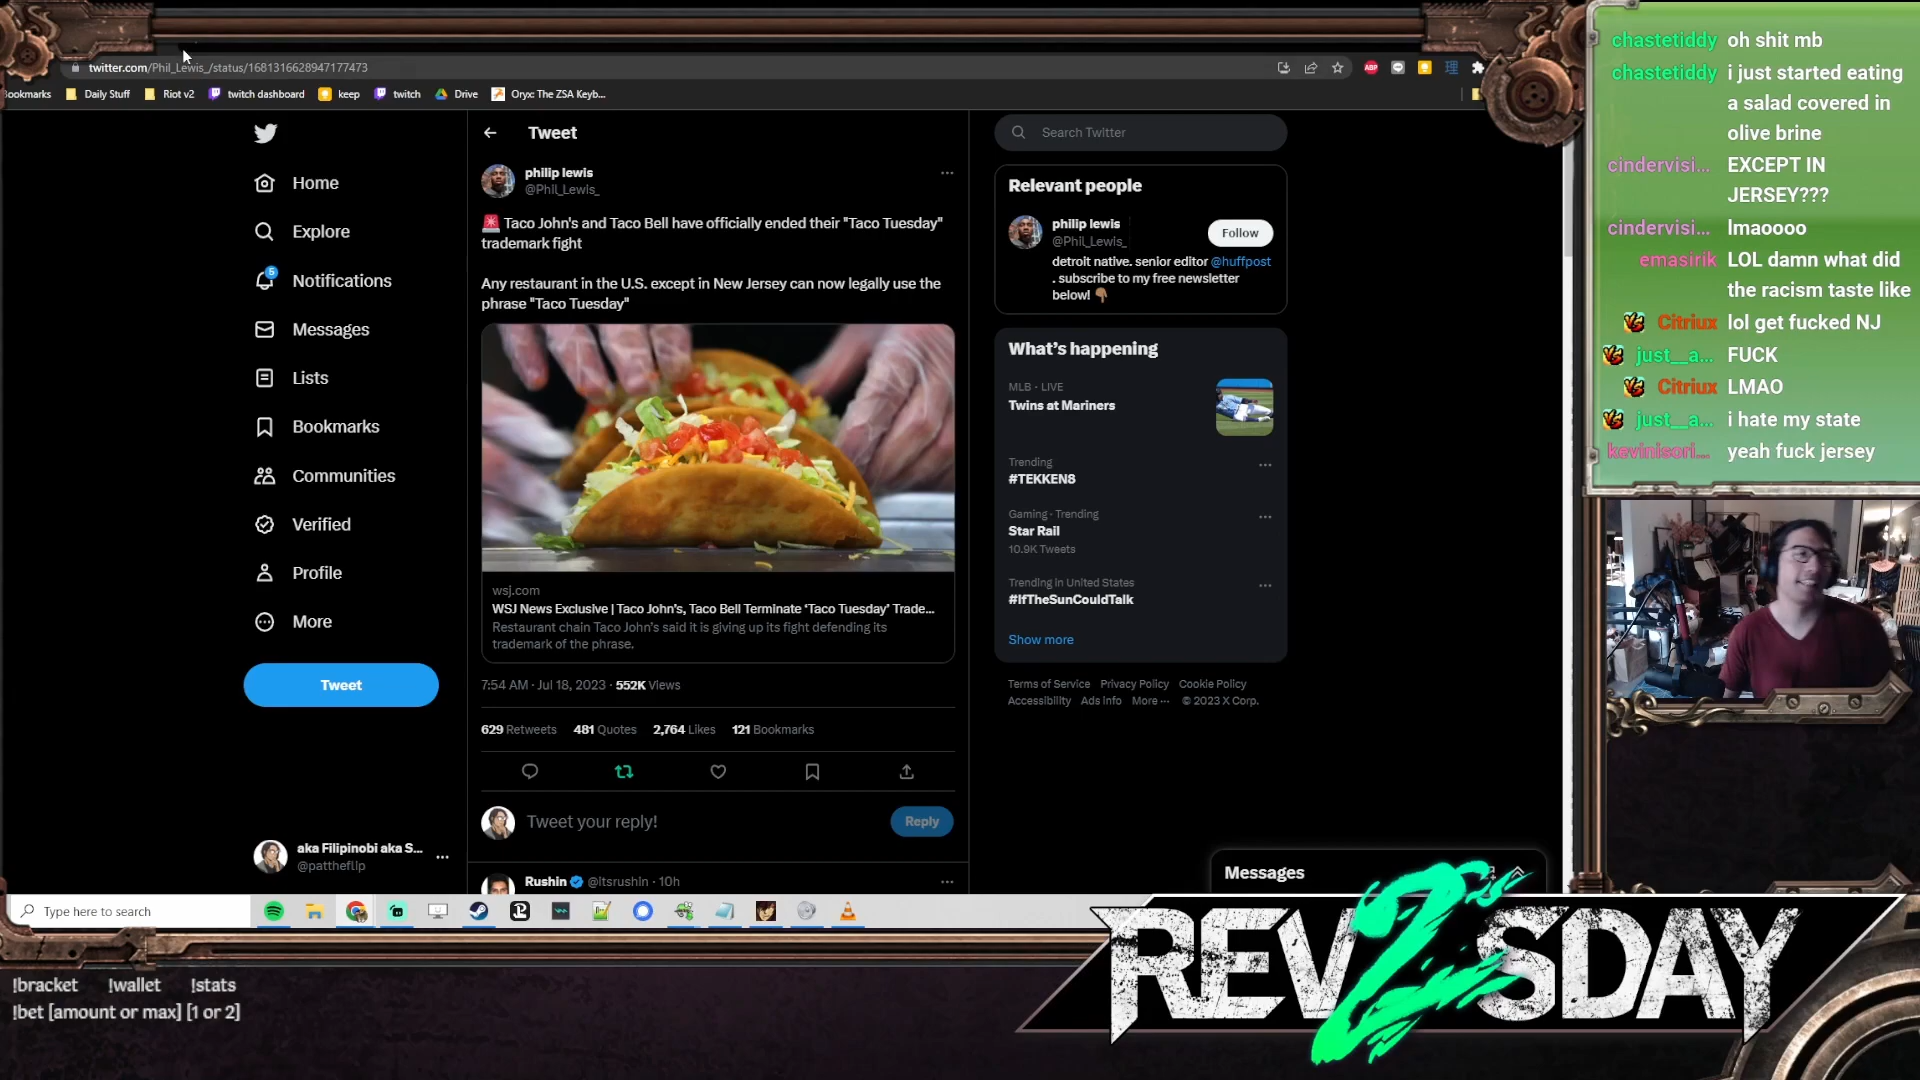 twitter.com/Phil_Lewis_/status/1681316628947177473
ookmarks Daily Stuff Riot v2 twitch dashboard keep twitch Drive Oryx: The ZSA Keyb...
Home
Explore
5
Notifications
Messages
Lists
Bookmarks
Communities
Verified
Profile
More
Tweet
aka Filipinobi aka S...
@patthefl1p
Tweet
philip lewis
@Phil_Lewis_
🚨 Taco John's and Taco Bell have officially ended their "Taco Tuesday"
trademark fight
Any restaurant in the U.S. except in New Jersey can now legally use the
phrase "Taco Tuesday"
wsj.com
WSJ News Exclusive | Taco John's, Taco Bell Terminate ‘Taco Tuesday’ Trade...
Restaurant chain Taco John's said it is giving up its fight defending its
trademark of the phrase.
7:54 AM · Jul 18, 2023 · 552K Views
629 Retweets 481 Quotes 2,764 Likes 121 Bookmarks
Tweet your reply!
Reply
Rushin @itsrushin · 10h
Search Twitter
Relevant people
philip lewis
@Phil_Lewis_
Follow
detroit native. senior editor @huffpost
. subscribe to my free newsletter
below! 👇🏾
What's happening
MLB · LIVE
Twins at Mariners
Trending
#TEKKEN8
Gaming · Trending
Star Rail
10.9K Tweets
Trending in United States
#IfTheSunCouldTalk
Show more
Terms of Service Privacy Policy Cookie Policy
Accessibility Ads info More ··· © 2023 X Corp.
Messages
ABP
理
chastetiddy oh shit mb
chastetiddy i just started eating
a salad covered in
olive brine
cindervisi... EXCEPT IN
JERSEY???
cindervisi... lmaoooo
emasirik LOL damn what did
the racism taste like
Citriux lol get fucked NJ
just__a... FUCK
Citriux LMAO
just__a... i hate my state
kevinisori... yeah fuck jersey
Type here to search
!bracket !wallet !stats
!bet [amount or max] [1 or 2]
REV2SDAY